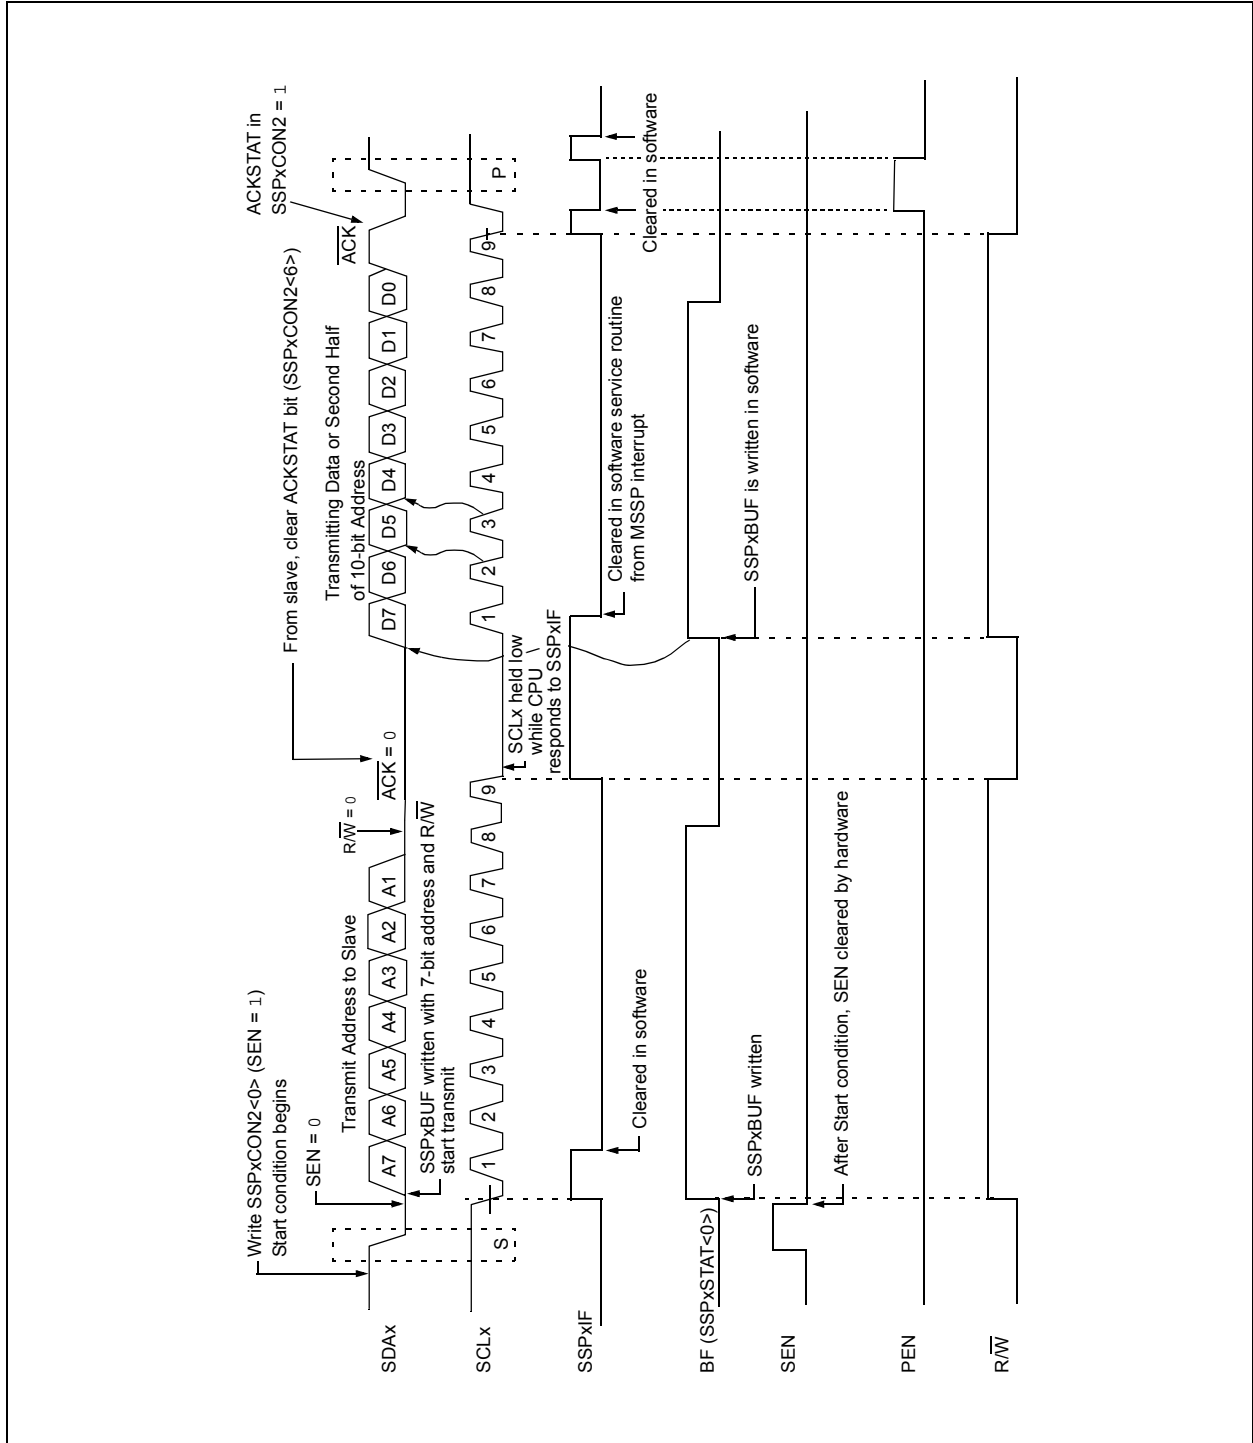 Write SSPxCON2<0> (SEN = 1)
Start condition begins
SEN = 0
From slave, clear ACKSTAT bit (SSPxCON2<6>)
ACKSTAT in
SSPxCON2 = 1
Transmit Address to Slave
R/W = 0
ACK = 0
Transmitting Data or Second Half
of 10-bit Address
ACK
SDAx
A7 A6 A5 A4 A3 A2 A1
D7 D6 D5 D4 D3 D2 D1 D0
SSPxBUF written with 7-bit address and R/W
start transmit
SCLx
S
1 2 3 4 5 6 7 8 9
1 2 3 4 5 6 7 8 9
P
SCLx held low
while CPU
responds to SSPxIF
SSPxIF
Cleared in software
Cleared in software service routine
from MSSP interrupt
Cleared in software
BF (SSPxSTAT<0>)
SSPxBUF written
SSPxBUF is written in software
SEN
After Start condition, SEN cleared by hardware
PEN
R/W